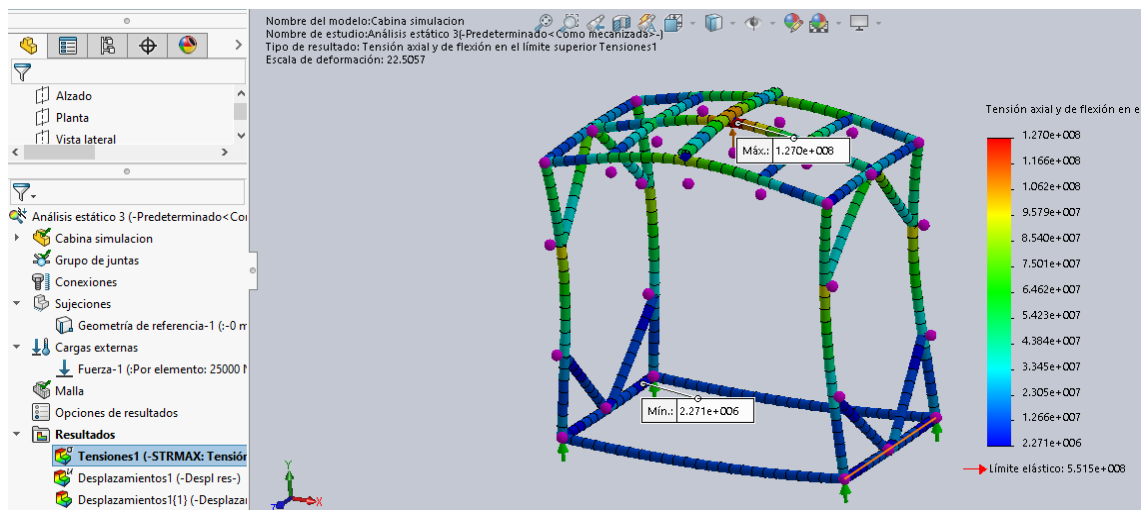 Nombre del modelo:Cabina simulacion
Nombre de estudio:Análisis estático 3(-Predeterminado<Como mecanizada>-)
Tipo de resultado: Tensión axial y de flexión en el límite superior Tensiones1
Escala de deformación: 22.5057
Alzado
Planta
Vista lateral
Análisis estático 3 (-Predeterminado<Co
Cabina simulacion
Grupo de juntas
Conexiones
Sujeciones
Geometría de referencia-1 (:-0 m
Cargas externas
Fuerza-1 (:Por elemento: 25000 N
Malla
Opciones de resultados
Resultados
Tensiones1 (-STRMAX: Tensión
Desplazamientos1 (-Despl res-)
Desplazamientos1{1} (-Desplaza
Máx.: 1.270e+008
Mín.: 2.271e+006
Y
X
Z
Tensión axial y de flexión en e
1.270e+008
1.166e+008
1.062e+008
9.579e+007
8.540e+007
7.501e+007
6.462e+007
5.423e+007
4.384e+007
3.345e+007
2.305e+007
1.266e+007
2.271e+006
Límite elástico: 5.515e+008